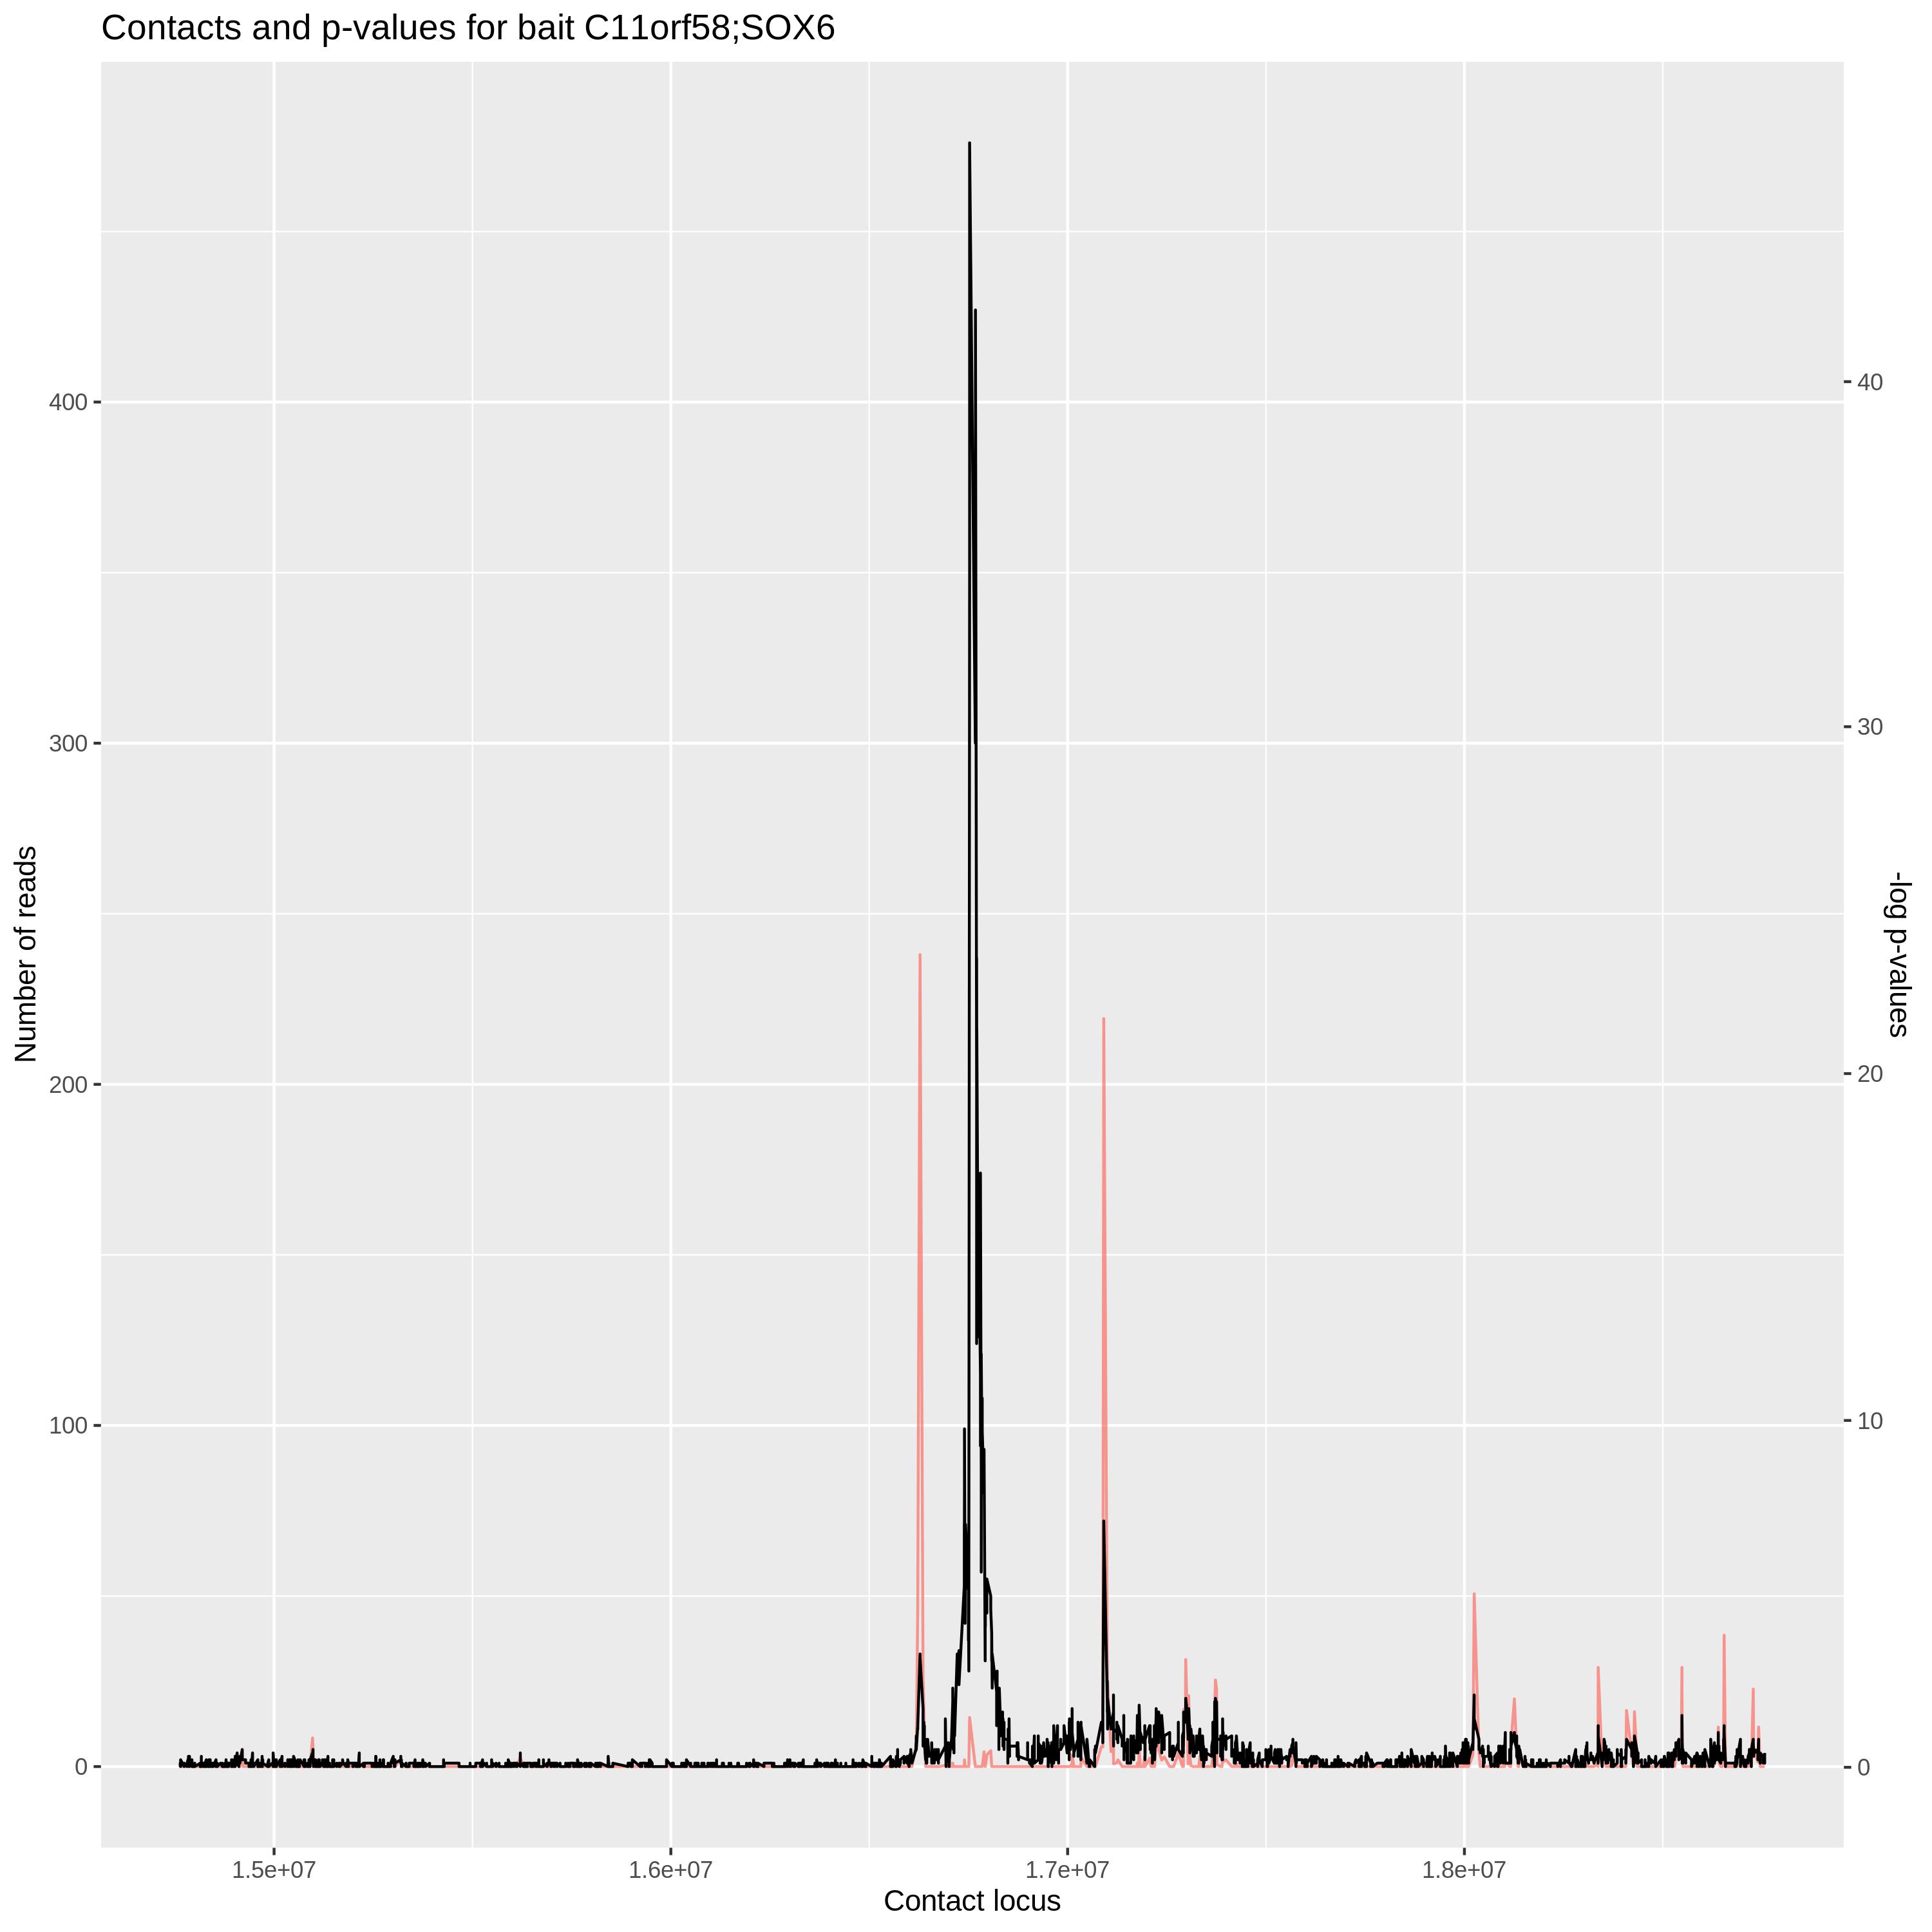 Contacts and p-values for bait C11orf58;SOX6
400
300
200
100
0
Number of reads
40
30
20
10
0
-log p-values
1.5e+07
1.6e+07
1.7e+07
1.8e+07
Contact locus